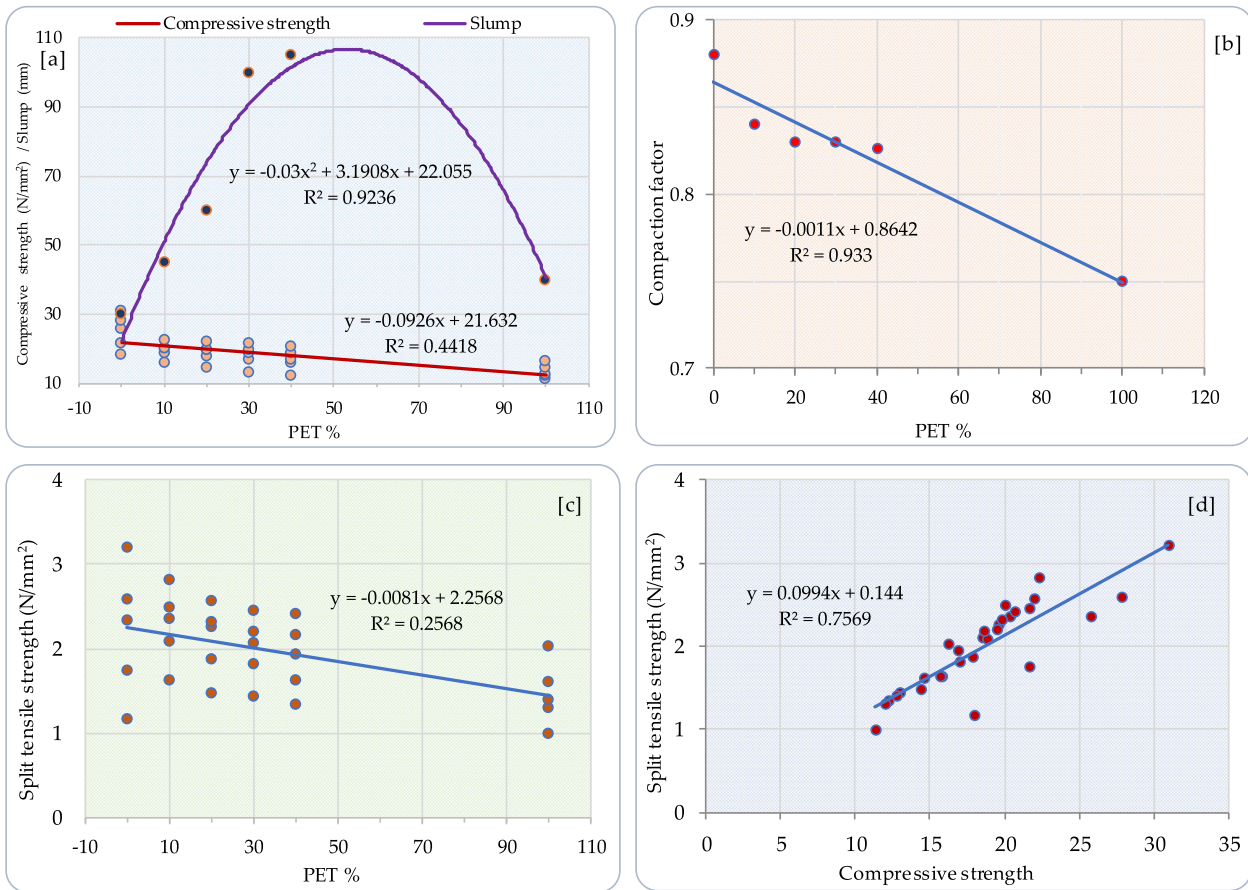 Compressive strength Slump
[a]
Compressive strength (N/mm²) / Slump (mm)
110
90
70
50
30
10
y = -0.03x² + 3.1908x + 22.055
R² = 0.9236
y = -0.0926x + 21.632
R² = 0.4418
-10 10 30 50 70 90 110
PET %
[b]
Compaction factor
0.9
0.8
0.7
y = -0.0011x + 0.8642
R² = 0.933
0 20 40 60 80 100 120
PET %
[c]
Split tensile strength (N/mm²)
4
3
2
1
0
y = -0.0081x + 2.2568
R² = 0.2568
-10 10 30 50 70 90 110
PET %
[d]
Split tensile strength (N/mm²)
4
3
2
1
0
y = 0.0994x + 0.144
R² = 0.7569
0 5 10 15 20 25 30 35
Compressive strength